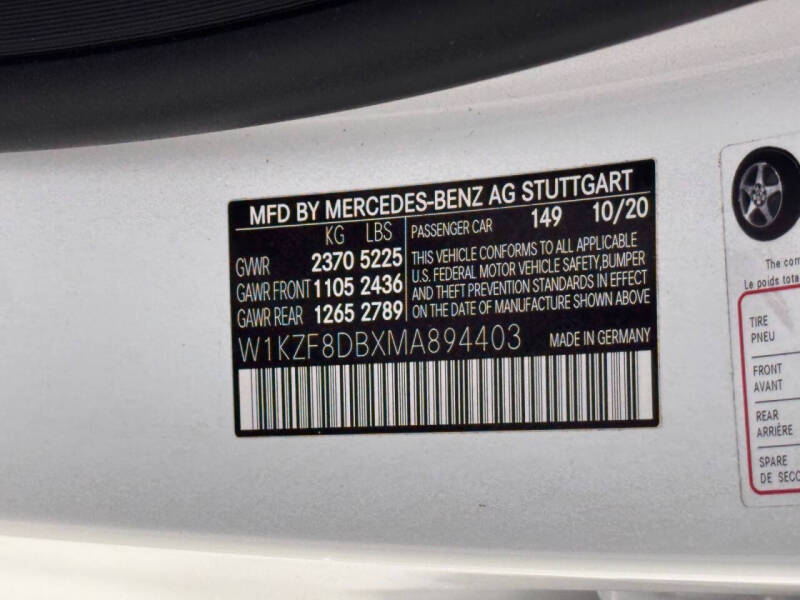 MFD BY MERCEDES-BENZ AG STUTTGART
KG LBS
GVWR 2370 5225
GAWR FRONT 1105 2436
GAWR REAR 1265 2789
PASSENGER CAR 149 10/20
THIS VEHICLE CONFORMS TO ALL APPLICABLE
U.S. FEDERAL MOTOR VEHICLE SAFETY,BUMPER
AND THEFT PREVENTION STANDARDS IN EFFECT
ON THE DATE OF MANUFACTURE SHOWN ABOVE
W1KZF8DBXMA894403
MADE IN GERMANY
The com
Le poids tota
TIRE
PNEU
FRONT
AVANT
REAR
ARRIÈRE
SPARE
DE SECO